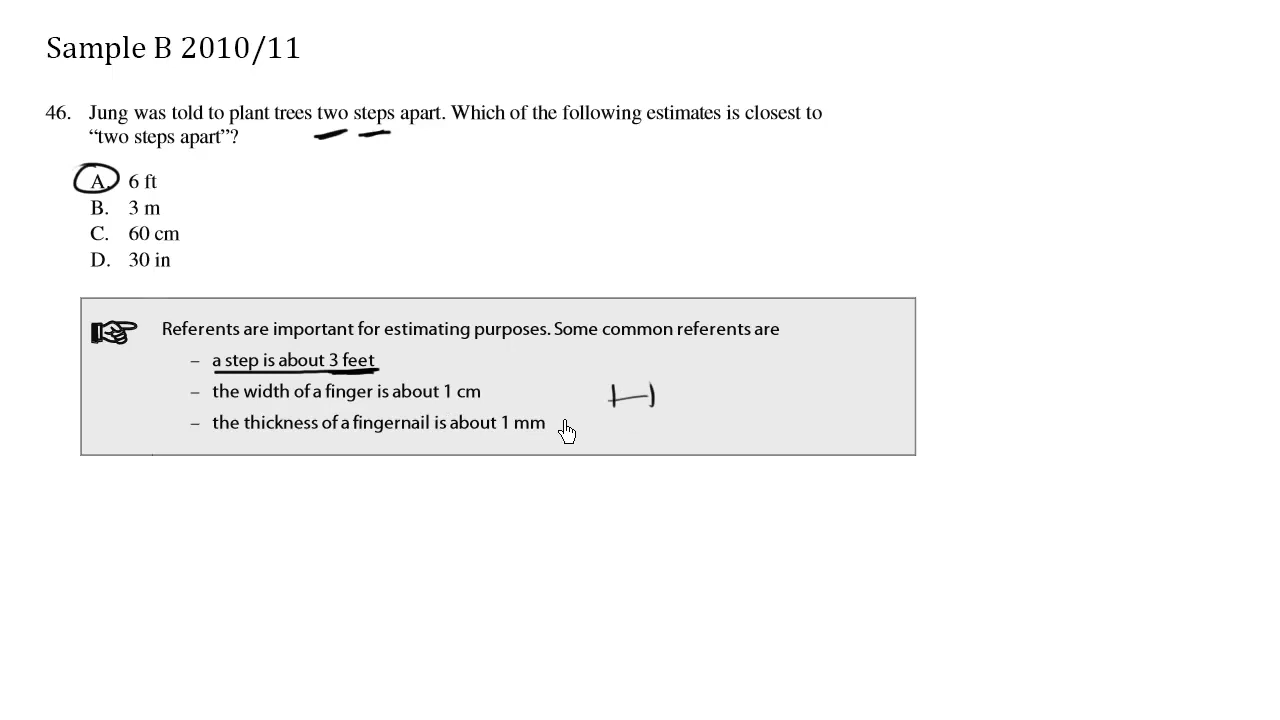 Sample B 2010/11
46. Jung was told to plant trees two steps apart. Which of the following estimates is closest to
“two steps apart”?
A. 6 ft
B. 3 m
C. 60 cm
D. 30 in
Referents are important for estimating purposes. Some common referents are
– a step is about 3 feet
– the width of a finger is about 1 cm
– the thickness of a fingernail is about 1 mm